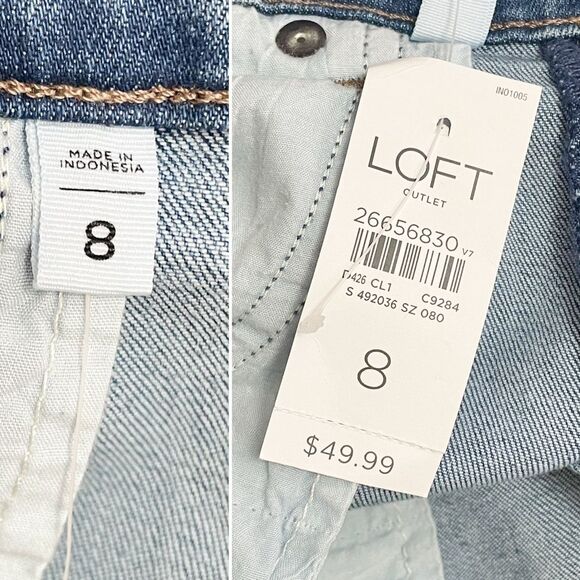 MADE IN
INDONESIA
8
IN01005
LOFT
OUTLET
26656830 V7
D426 CL1 C9284
S 492036 SZ 080
8
$49.99